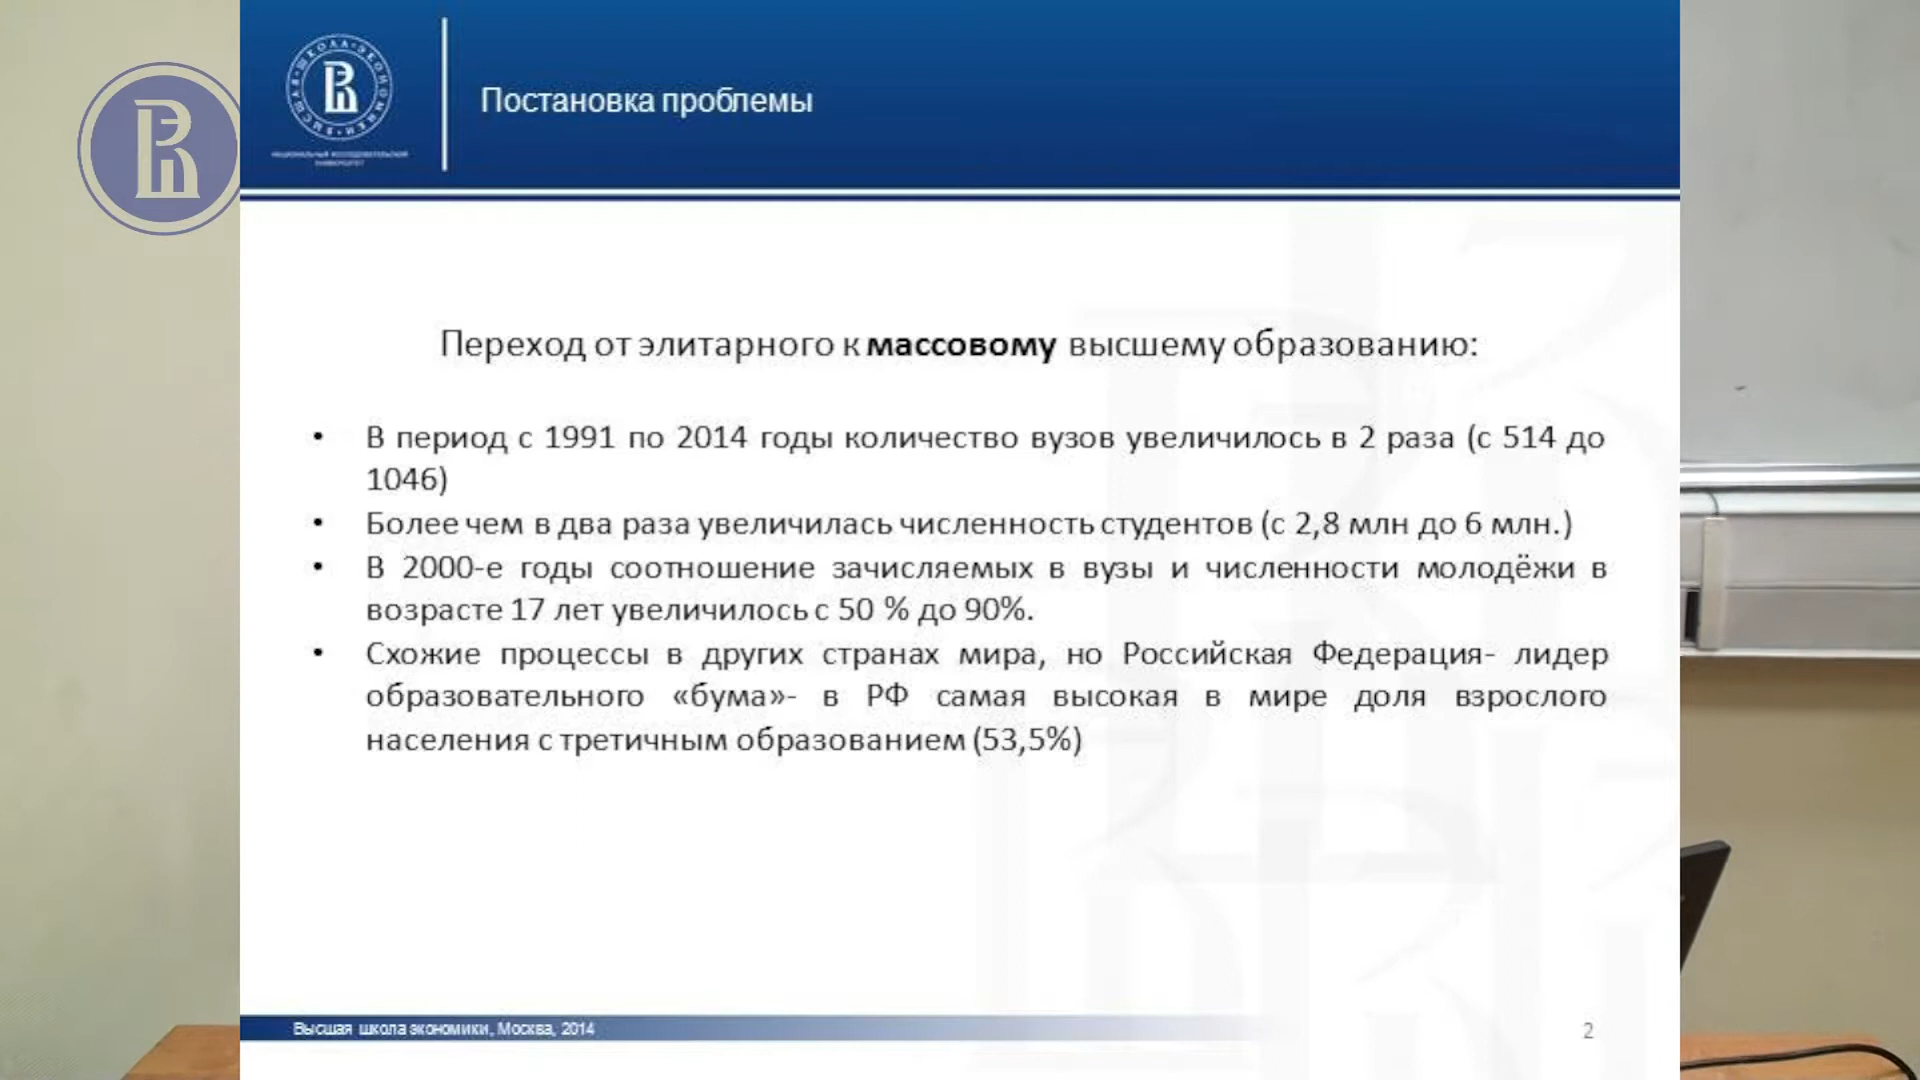 Постановка проблемы
НАЦИОНАЛЬНЫЙ ИССЛЕДОВАТЕЛЬСКИЙ
УНИВЕРСИТЕТ
Переход от элитарного к массовому высшему образованию:
• В период с 1991 по 2014 годы количество вузов увеличилось в 2 раза (с 514 до
1046)
• Более чем в два раза увеличилась численность студентов (с 2,8 млн до 6 млн.)
• В 2000-е годы соотношение зачисляемых в вузы и численности молодёжи в
возрасте 17 лет увеличилось с 50 % до 90%.
• Схожие процессы в других странах мира, но Российская Федерация- лидер
образовательного «бума»- в РФ самая высокая в мире доля взрослого
населения с третичным образованием (53,5%)
Высшая школа экономики, Москва, 2014
2